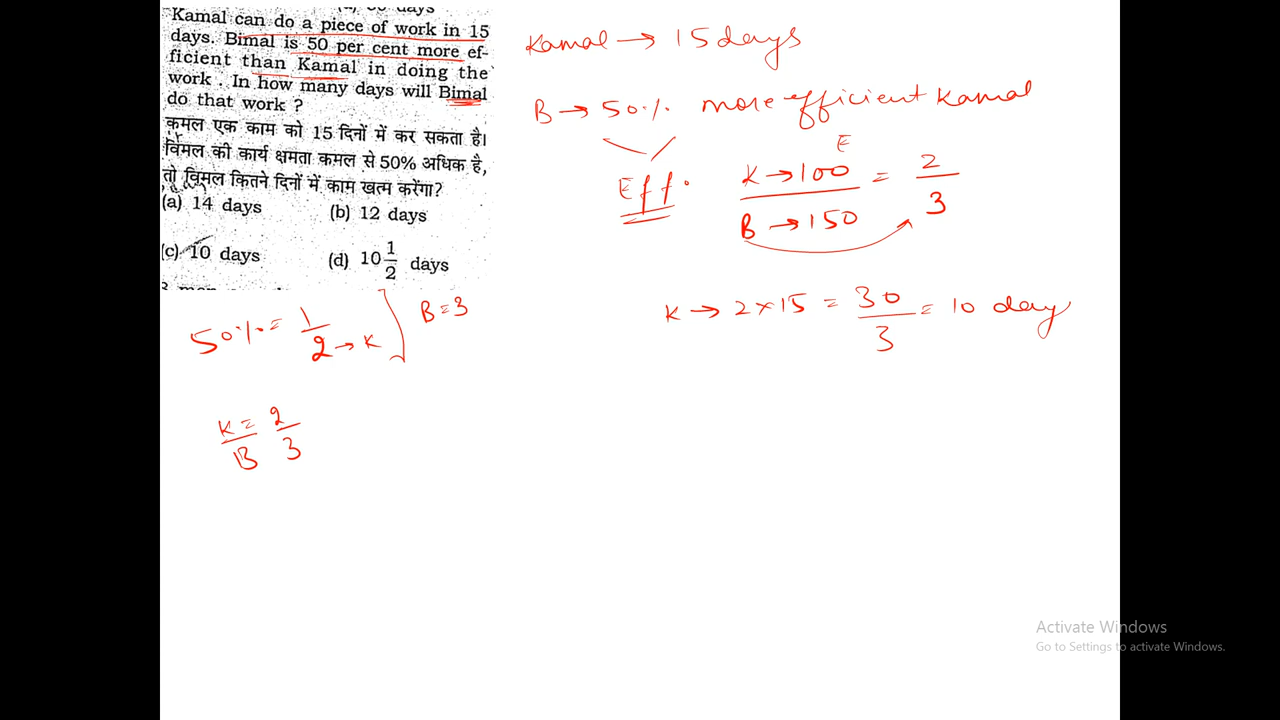 days
Kamal can do a piece of work in 15
days. Bimal is 50 per cent more ef-
ficient than Kamal in doing the
work . In how many days will Bimal
do that work ?
कमल एक काम को 15 दिनों में कर सकता है।
विमल की कार्य क्षमता कमल से 50% अधिक है,
तो विमल कितने दिनों में काम खत्म करेंगा?
(a) 14 days (b) 12 days
(c) 10 days (d) 10 1/2 days
Kamal → 15 days
B → 50% more efficient Kamal
Eff.
E
K → 100 = 2
B → 150 3
K → 2 × 15 = 30/3 = 10 day
50% = 1/2 → K B = 3
K/B = 2/3
Activate Windows
Go to Settings to activate Windows.